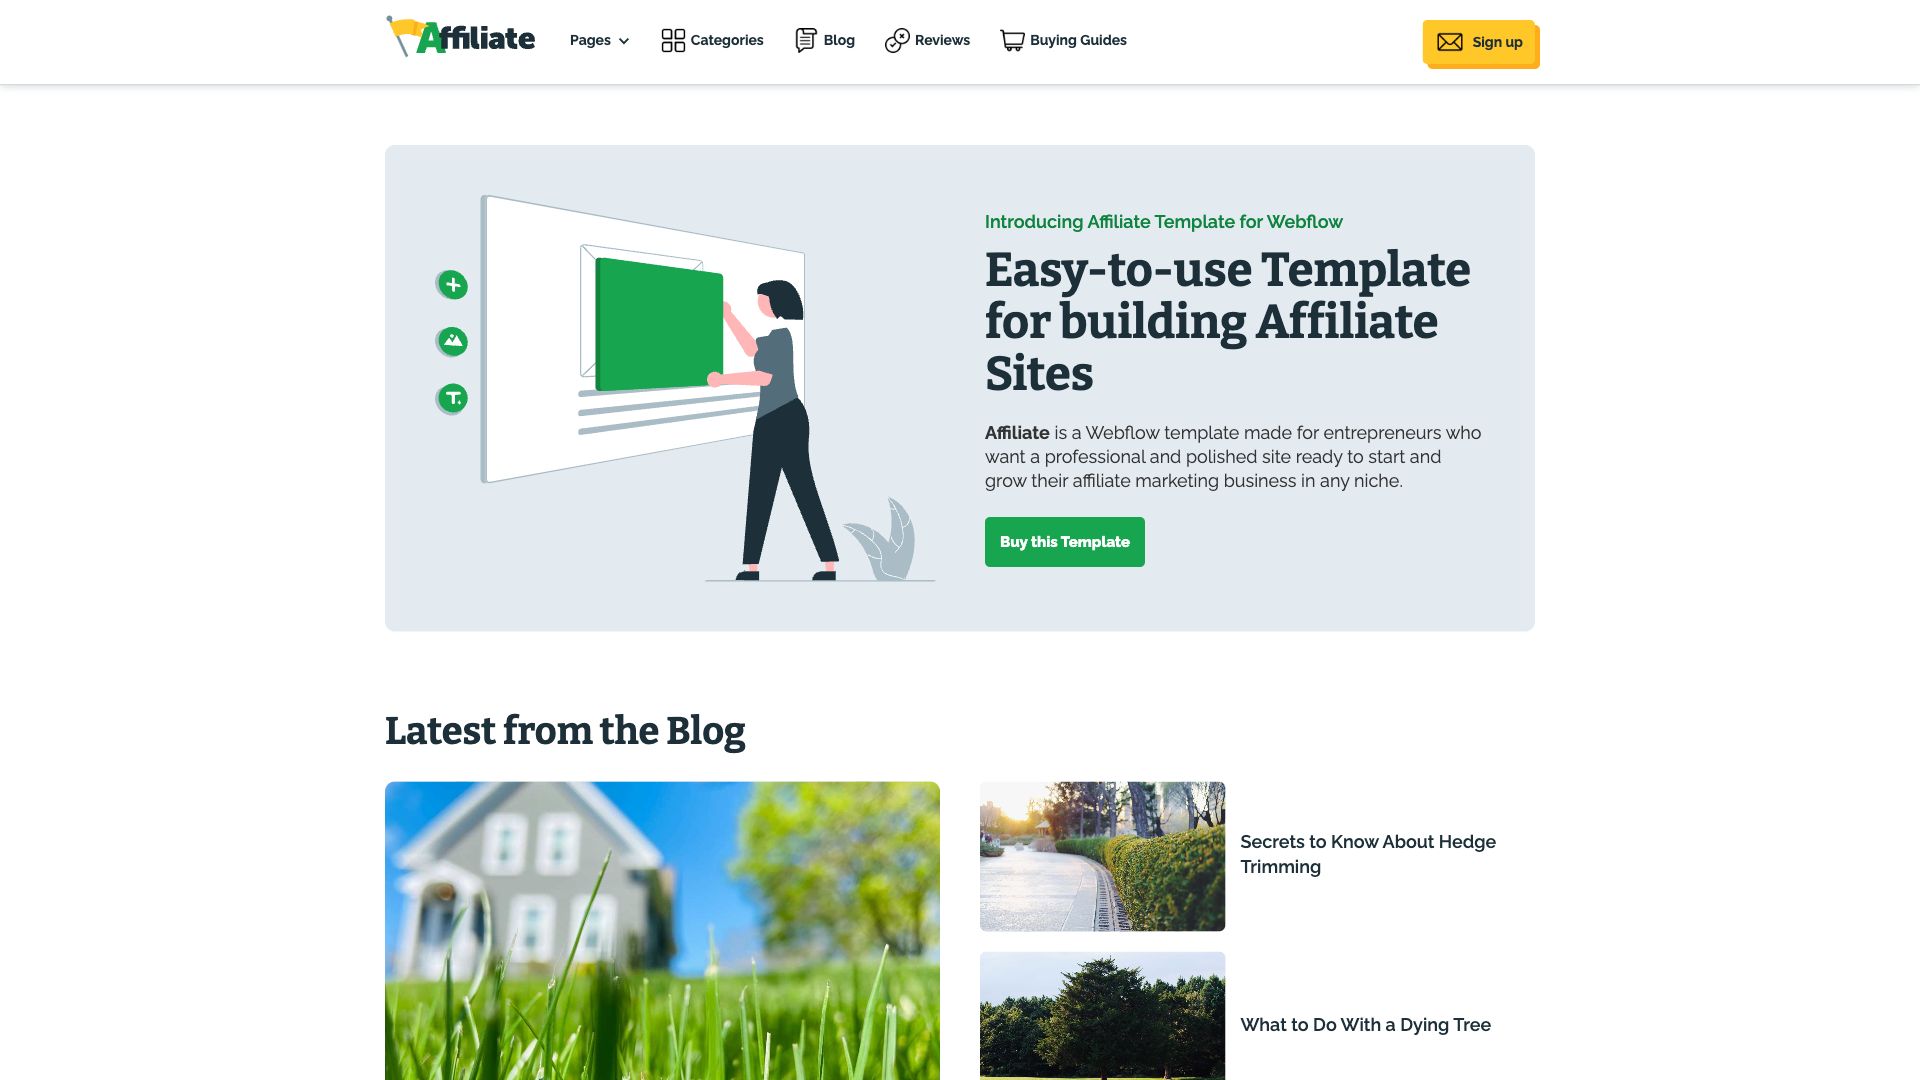 Affiliate
Pages
Categories
Blog
Reviews
Buying Guides
Sign up
Introducing Affiliate Template for Webflow
Easy-to-use Template
for building Affiliate
Sites
Affiliate is a Webflow template made for entrepreneurs who
want a professional and polished site ready to start and
grow their affiliate marketing business in any niche.
Buy this Template
T
Latest from the Blog
Secrets to Know About Hedge
Trimming
What to Do With a Dying Tree